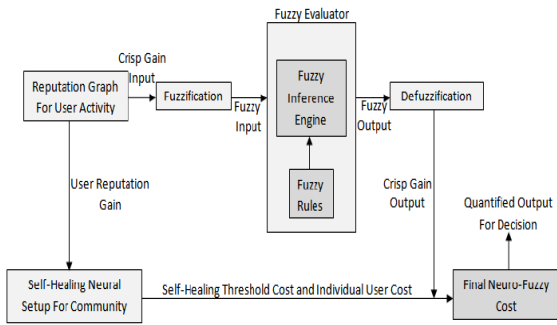 Fuzzy Evaluator
Crisp Gain
Input
Reputation Graph
For User Activity
Fuzzification
Fuzzy
Input
Fuzzy
Inference
Engine
Fuzzy
Output
Defuzzification
Fuzzy
Rules
User Reputation
Gain
Crisp Gain
Output
Quantified Output
For Decision
Self-Healing Neural
Setup For Community
Self-Healing Threshold Cost and Individual User Cost
Final Neuro-Fuzzy
Cost